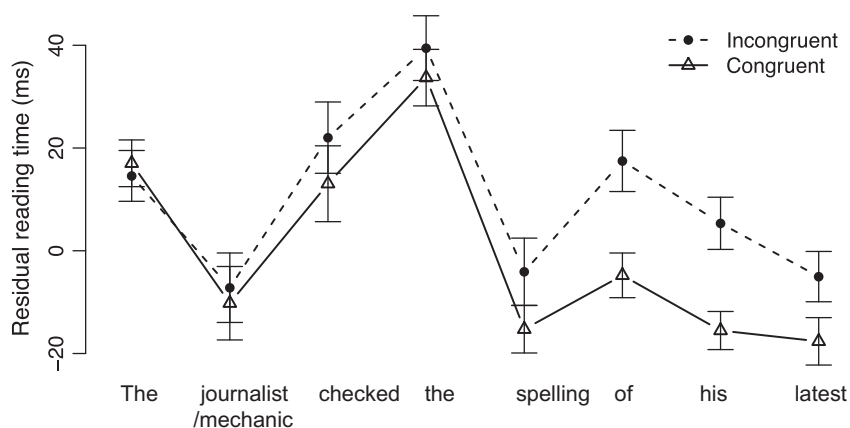 Residual reading time (ms)
40
20
0
−20
Incongruent
Congruent
The journalist checked the spelling of his latest
/mechanic